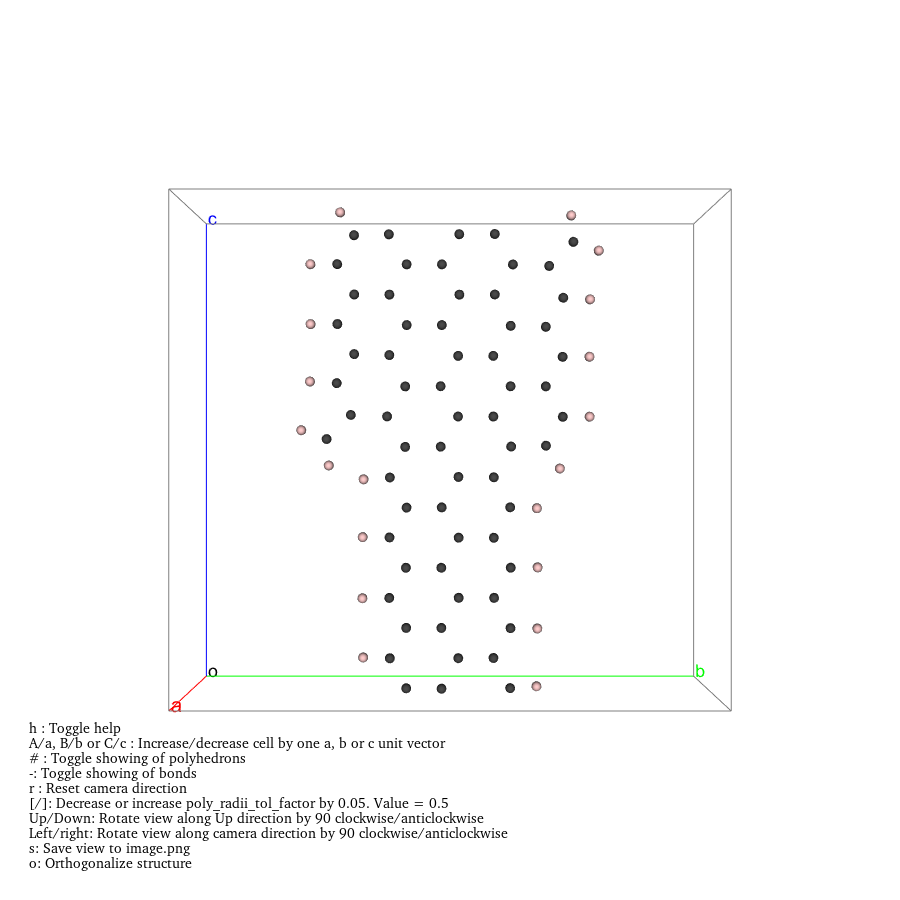 c
o
b
a
h : Toggle help
A/a, B/b or C/c : Increase/decrease cell by one a, b or c unit vector
# : Toggle showing of polyhedrons
-: Toggle showing of bonds
r : Reset camera direction
[/]: Decrease or increase poly_radii_tol_factor by 0.05. Value = 0.5
Up/Down: Rotate view along Up direction by 90 clockwise/anticlockwise
Left/right: Rotate view along camera direction by 90 clockwise/anticlockwise
s: Save view to image.png
o: Orthogonalize structure